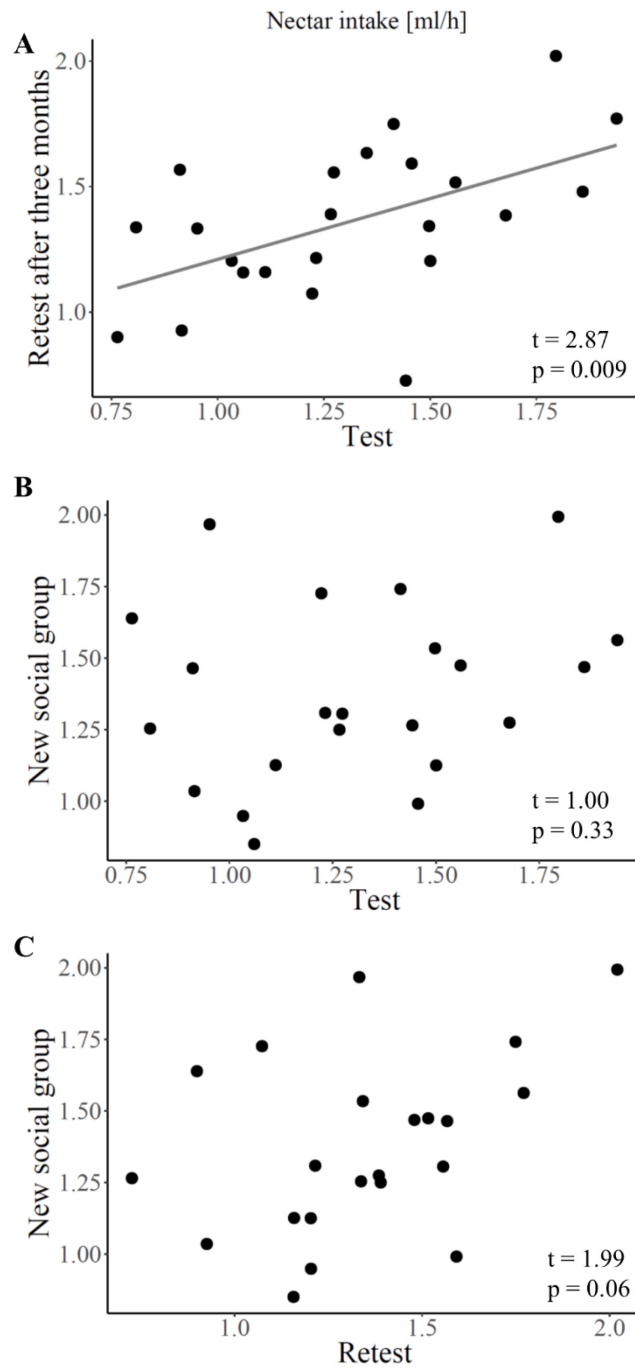 Nectar intake [ml/h]
A
Retest after three months
2.0
1.5
1.0
t = 2.87
p = 0.009
0.75 1.00 1.25 1.50 1.75
Test
B
New social group
2.00
1.75
1.50
1.25
1.00
t = 1.00
p = 0.33
0.75 1.00 1.25 1.50 1.75
Test
C
New social group
2.00
1.75
1.50
1.25
1.00
t = 1.99
p = 0.06
1.0 1.5 2.0
Retest